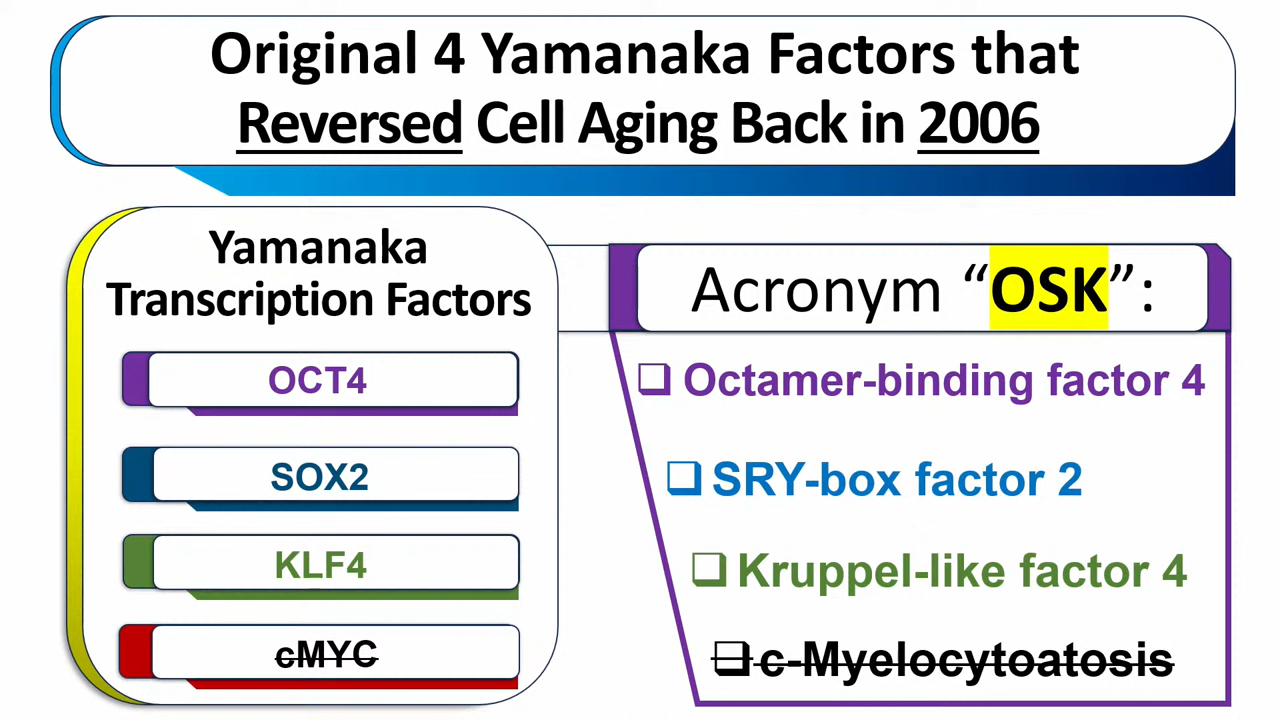 Original 4 Yamanaka Factors that
Reversed Cell Aging Back in 2006
Yamanaka
Transcription Factors
OCT4
SOX2
KLF4
cMYC
Acronym “OSK”:
Octamer-binding factor 4
SRY-box factor 2
Kruppel-like factor 4
c-Myelocytoatosis